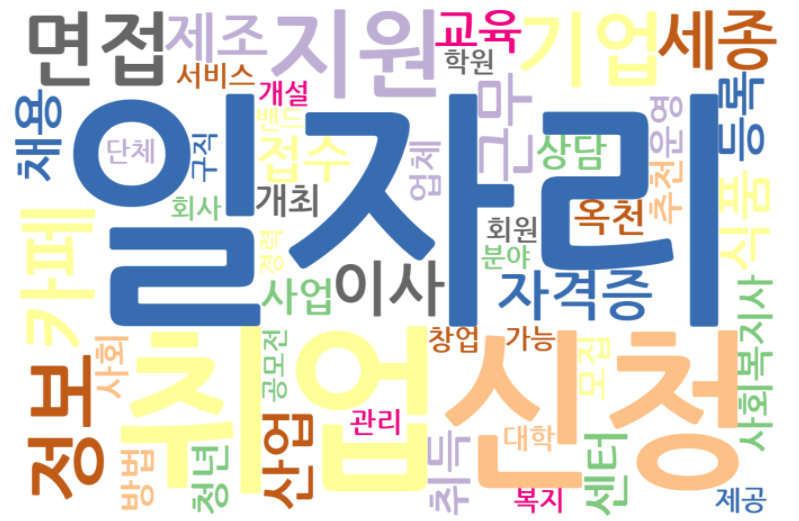 면접
제조
지원
교육
기업
세종
학원
서비스
개설
채용
밴드
근무
등록
일자리
단체
구직
접수
업체
상담
운영
추천
회사
개최
회원
옥천
식품
카페
경력
분야
사업
이사
자격증
정보
사회
취업
공모전
창업
가능
신청
모집
사회복지사
관리
산업
방법
청년
취득
대학
센터
복지
제공